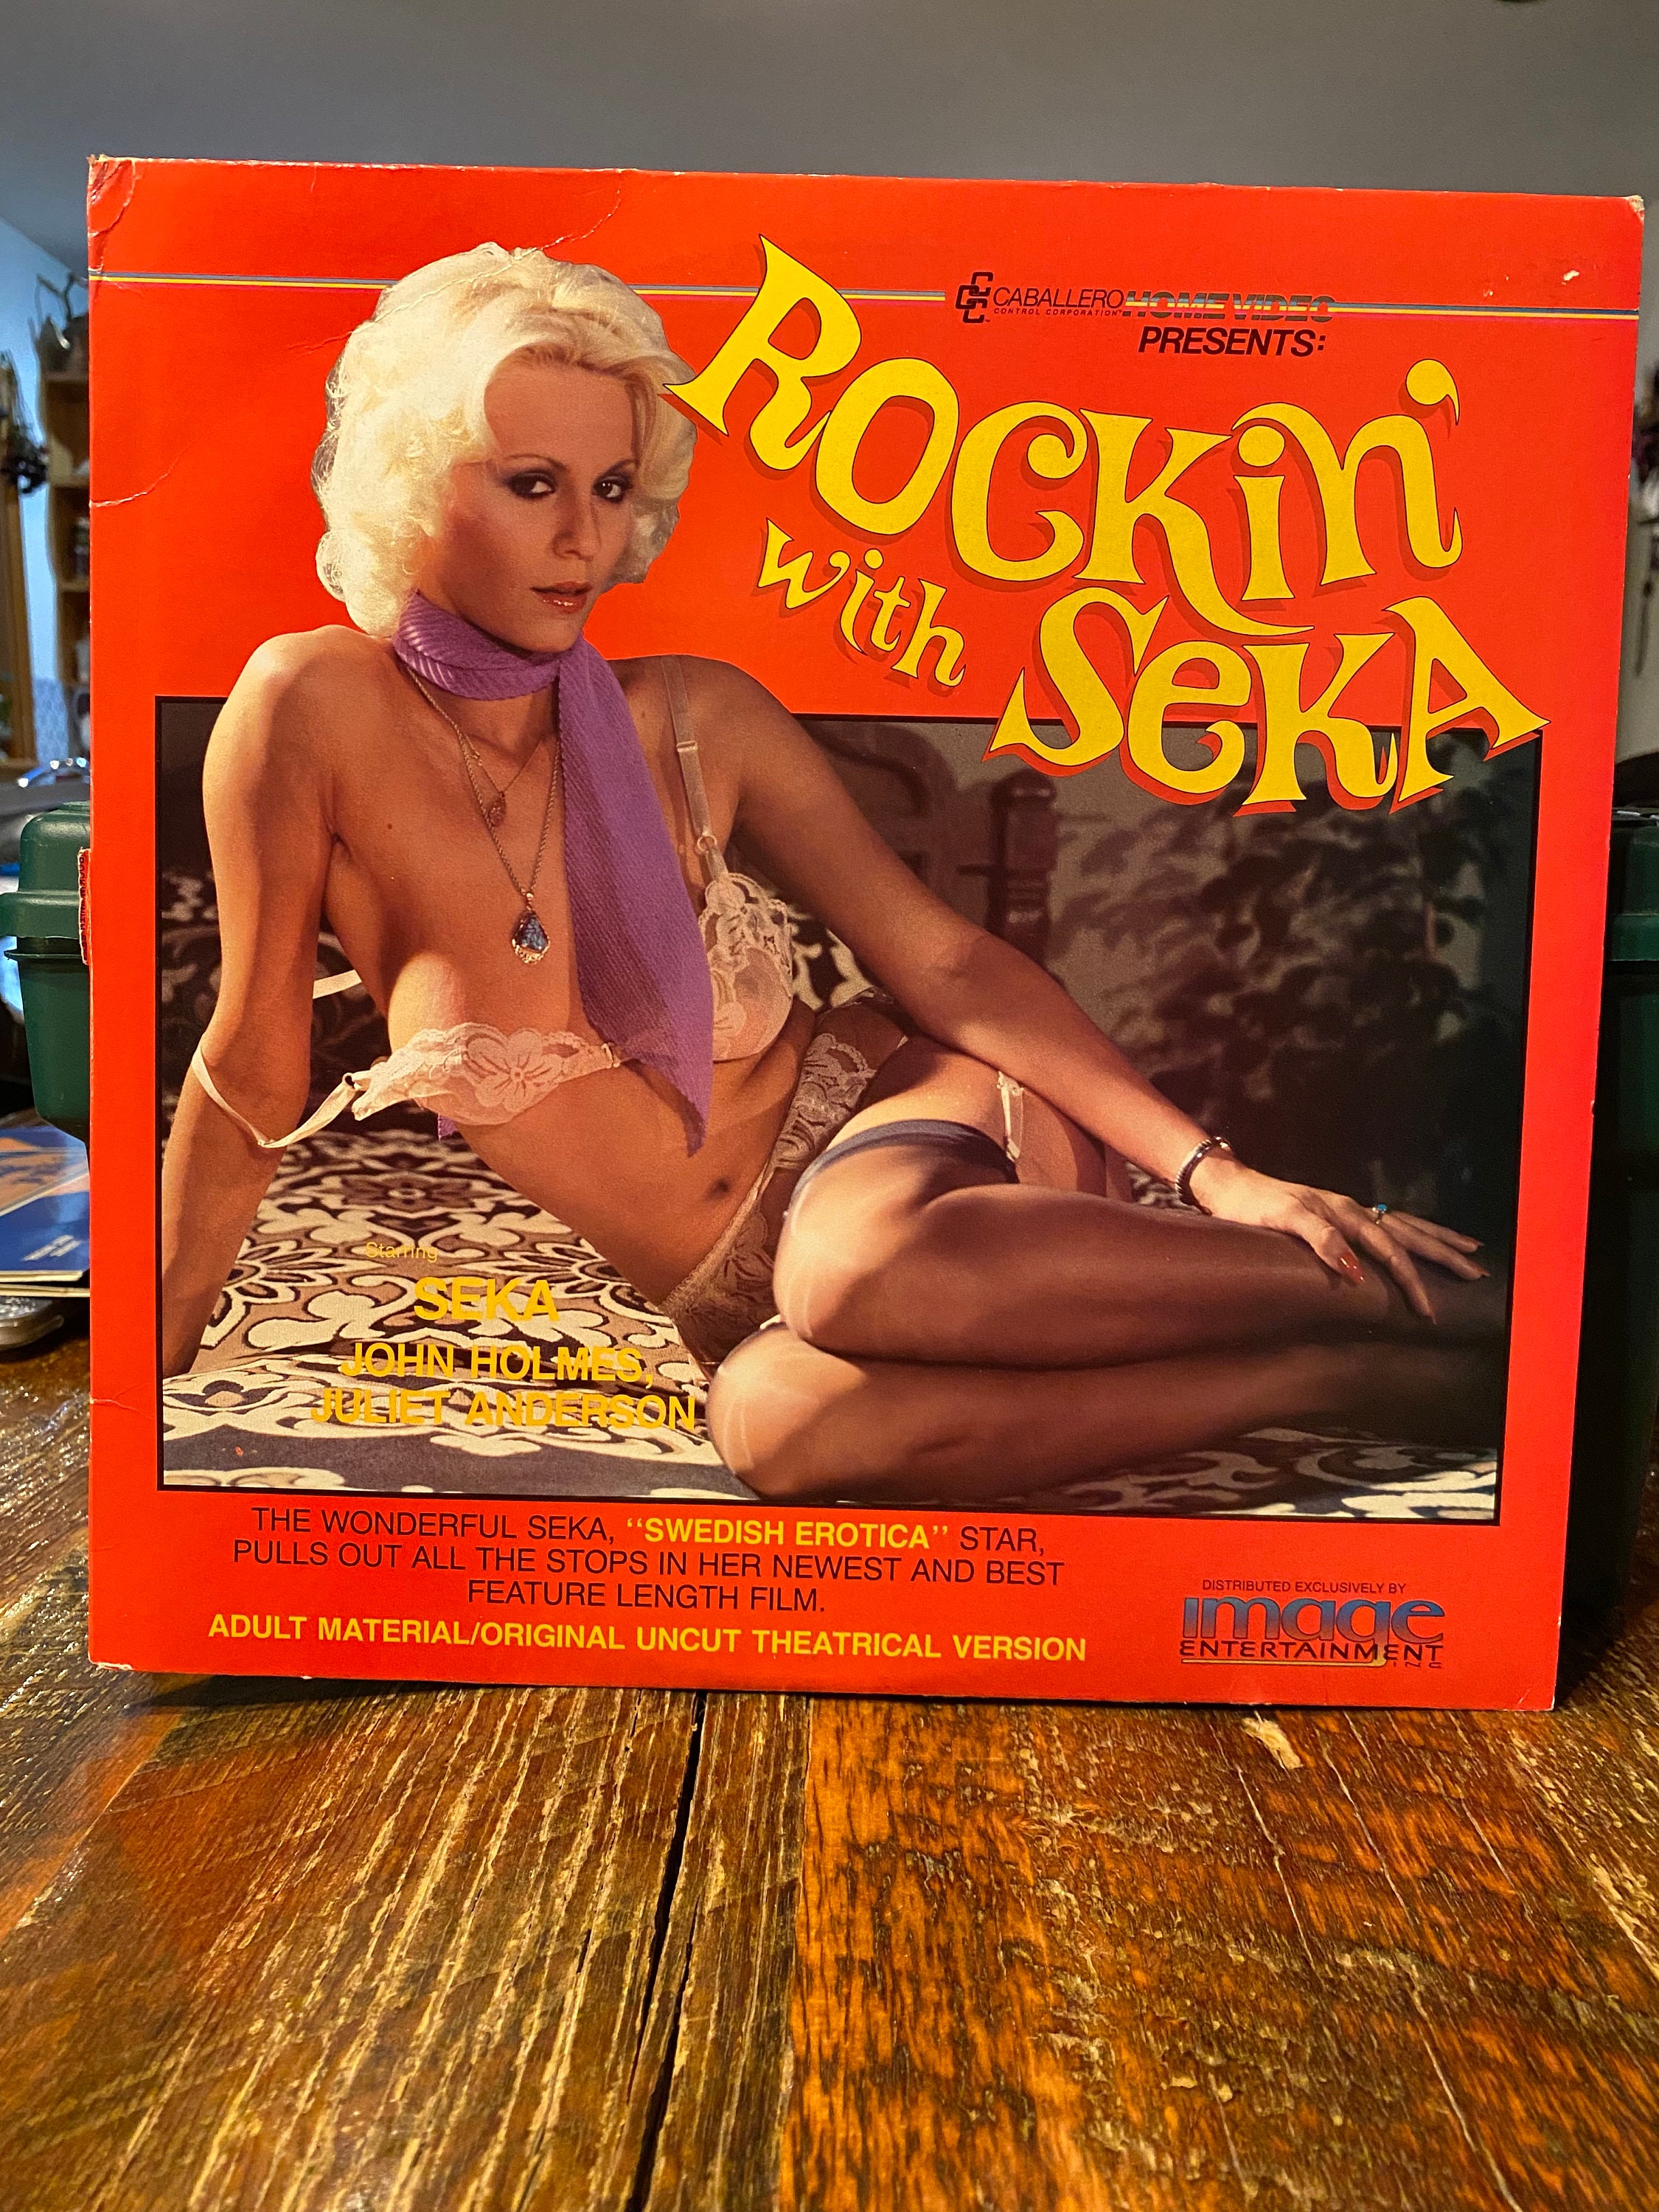 CABALLERO HOME VIDEO
CONTROL CORPORATION
PRESENTS:
ROCKiN'
with SeKA
Starring
SEKA
JOHN HOLMES,
JULIET ANDERSON
THE WONDERFUL SEKA, “SWEDISH EROTICA” STAR,
PULLS OUT ALL THE STOPS IN HER NEWEST AND BEST
FEATURE LENGTH FILM.
ADULT MATERIAL/ORIGINAL UNCUT THEATRICAL VERSION
DISTRIBUTED EXCLUSIVELY BY
image
ENTERTAINMENT
INC